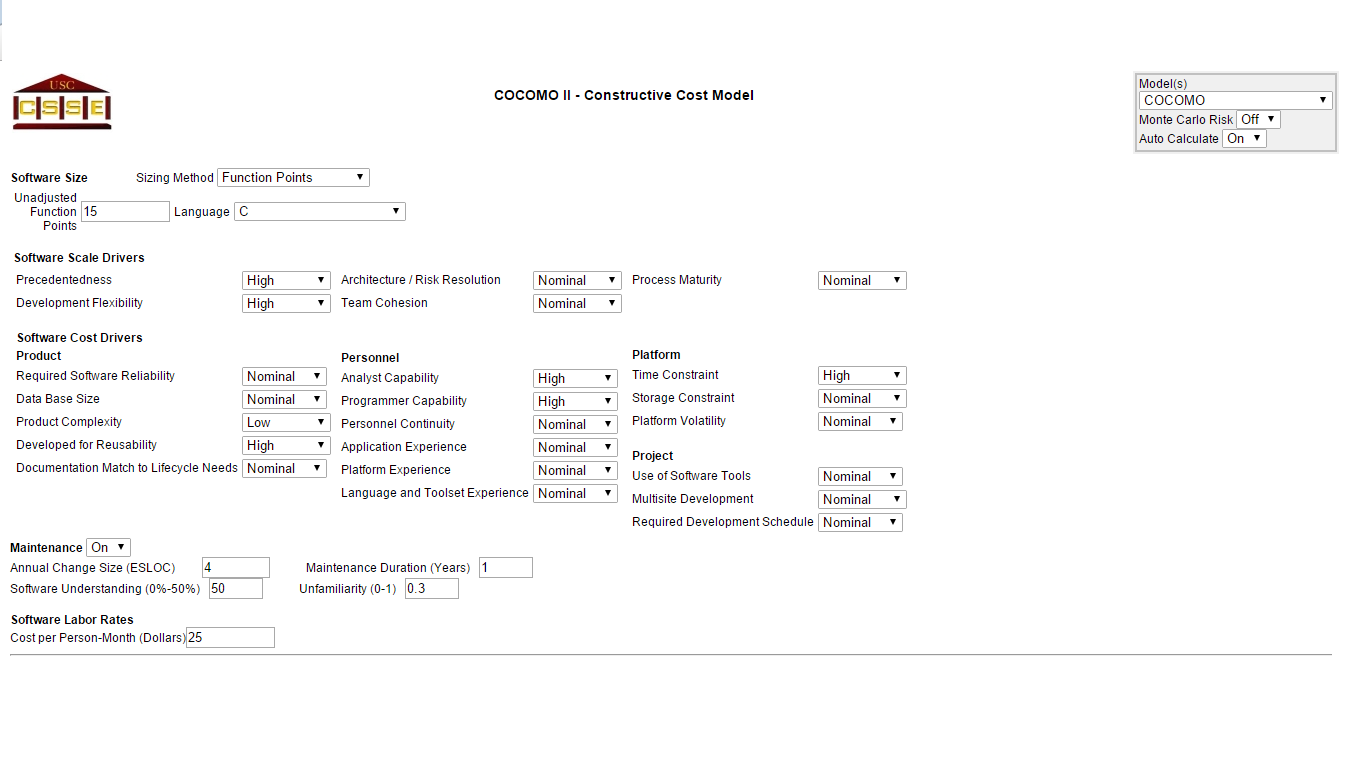 USC
CSSE
COCOMO II - Constructive Cost Model
Model(s)
COCOMO
Monte Carlo Risk Off
Auto Calculate On
Software Size Sizing Method Function Points
Unadjusted
Function
Points 15 Language C
Software Scale Drivers
Precedentedness High Architecture / Risk Resolution Nominal Process Maturity Nominal
Development Flexibility High Team Cohesion Nominal
Software Cost Drivers
Product
Required Software Reliability Nominal
Data Base Size Nominal
Product Complexity Low
Developed for Reusability High
Documentation Match to Lifecycle Needs Nominal
Personnel
Analyst Capability High
Programmer Capability High
Personnel Continuity Nominal
Application Experience Nominal
Platform Experience Nominal
Language and Toolset Experience Nominal
Platform
Time Constraint High
Storage Constraint Nominal
Platform Volatility Nominal
Project
Use of Software Tools Nominal
Multisite Development Nominal
Required Development Schedule Nominal
Maintenance On
Annual Change Size (ESLOC) 4 Maintenance Duration (Years) 1
Software Understanding (0%-50%) 50 Unfamiliarity (0-1) 0.3
Software Labor Rates
Cost per Person-Month (Dollars) 25